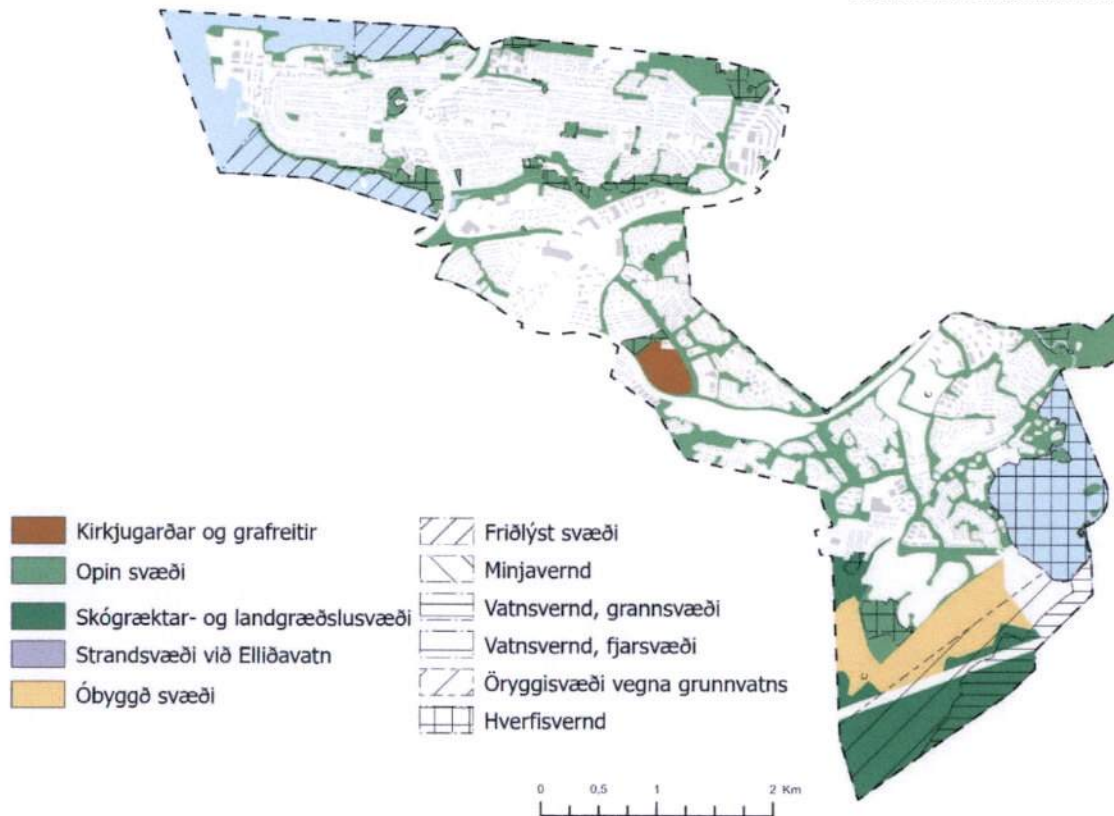 Kirkjugarðar og grafreitir
Opin svæði
Skógræktar- og landgræðslusvæði
Strandsvæði við Elliðavatn
Óbyggð svæði
Friðlýst svæði
Minjavernd
Vatnsvernd, grannsvæði
Vatnsvernd, fjarsvæði
Öryggisvæði vegna grunnvatns
Hverfisvernd
0 0,5 1 2 Km